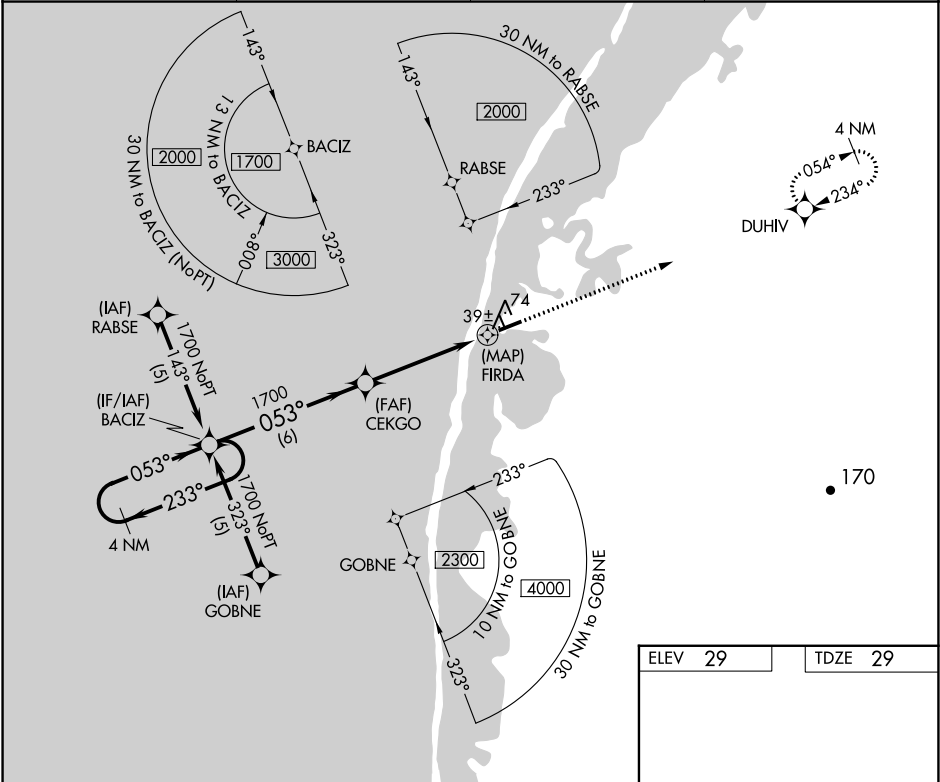 143°
13 NM to BACIZ
1700
2000
BACIZ
30 NM to BACIZ (NoPT)
008°
3000
323°
30 NM to RABSE
143°
2000
RABSE
233°
4 NM
054°
234°
DUHIV
(IAF)
RABSE
1700 NoPT
143°
(5)
39±
74
(MAP)
FIRDA
(IF/IAF)
BACIZ
1700
053°
(6)
(FAF)
CEKGO
053°
233°
4 NM
1700 NoPT
323°
(5)
(IAF)
GOBNE
233°
GOBNE
2300
10 NM to GOBNE
4000
30 NM to GOBNE
323°
170
ELEV 29
TDZE 29